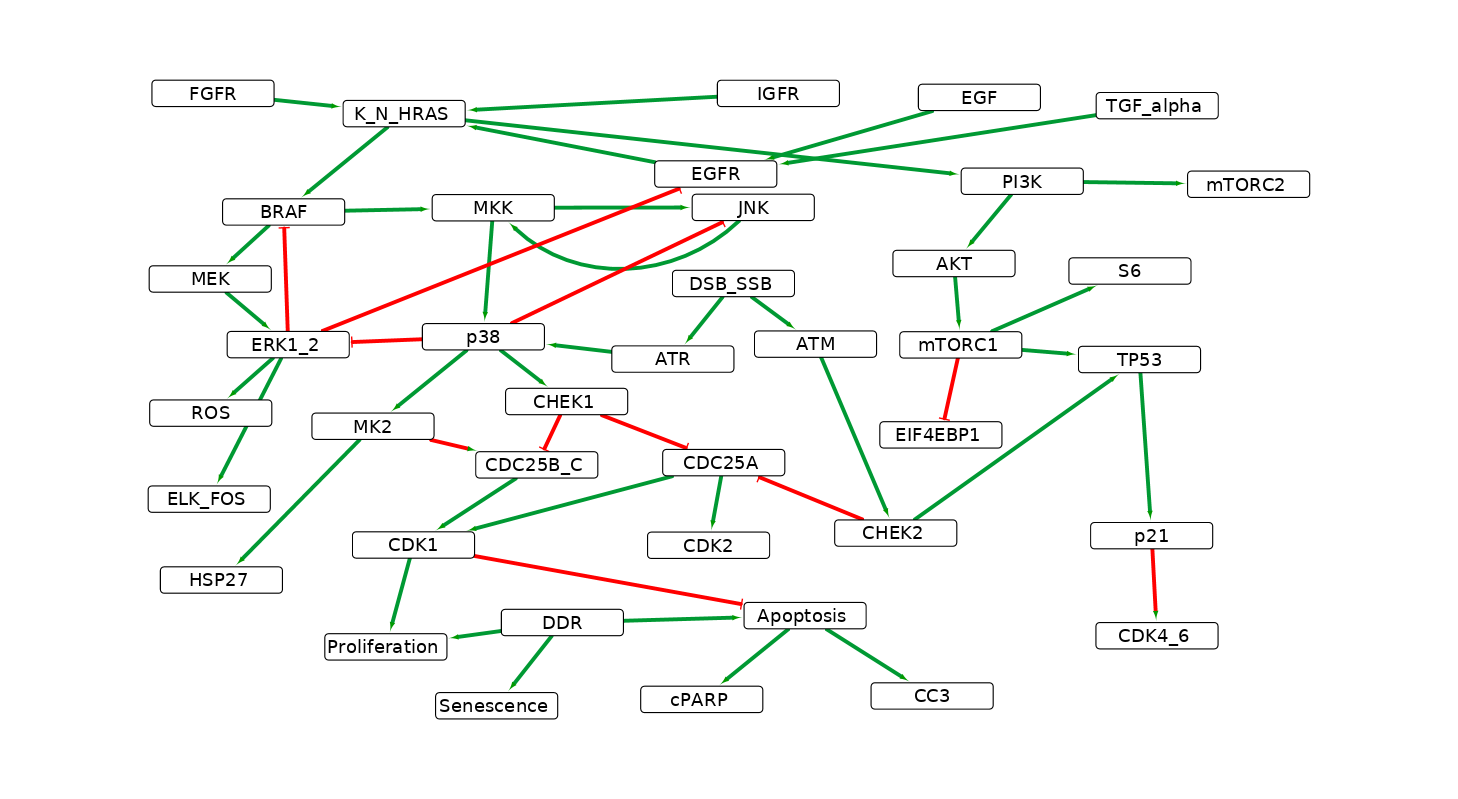 FGFR
IGFR
EGF
TGF_alpha
K_N_HRAS
EGFR
PI3K
mTORC2
BRAF
MKK
JNK
MEK
DSB_SSB
AKT
S6
ERK1_2
p38
ATR
ATM
mTORC1
TP53
ROS
MK2
CHEK1
EIF4EBP1
CDC25B_C
CDC25A
ELK_FOS
CDK1
CDK2
CHEK2
p21
HSP27
DDR
Apoptosis
CDK4_6
Proliferation
Senescence
cPARP
CC3